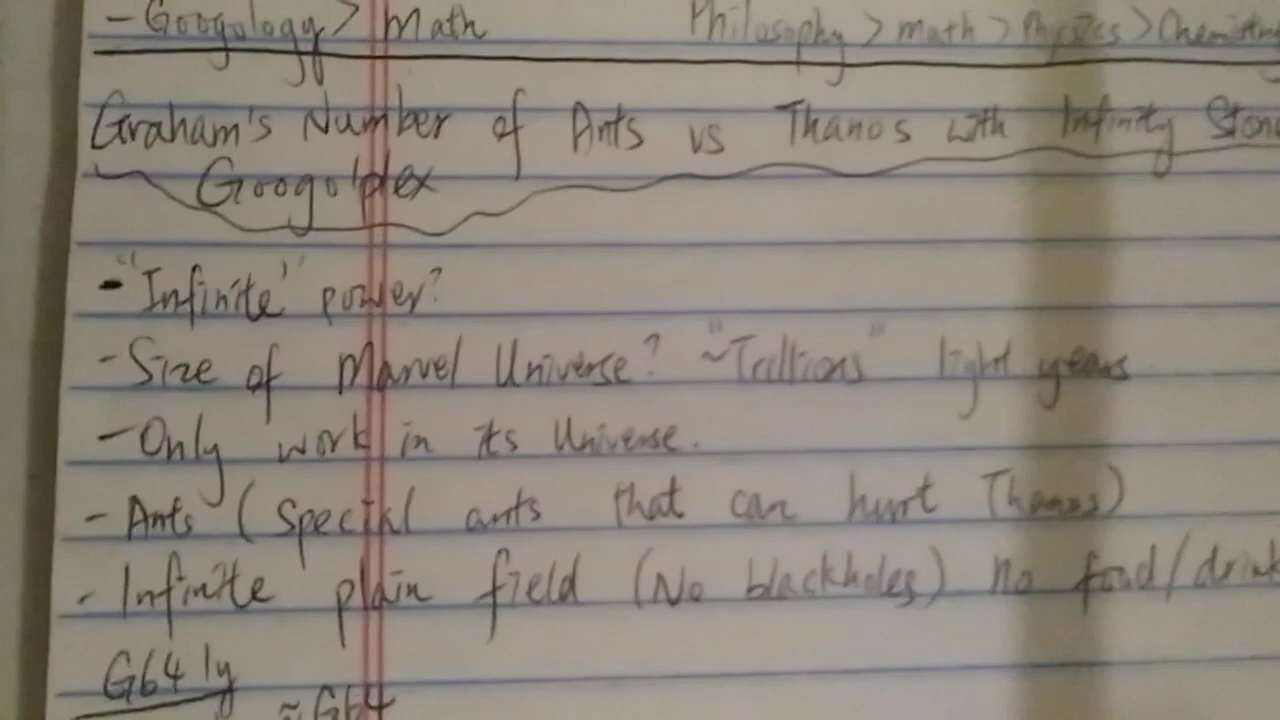 - Googology > Math Philosophy > math > Physics > Chemistry
Graham's Number of Ants vs Thanos with Infinity Ston
Googolplex
- "Infinite" power?
- Size of Marvel Universe? ~"Trillions" light years
- Only work in its Universe.
- Ants (Special ants that can hurt Thanos)
- Infinite plain field (No blackholes) no food/drink
G64 ly
≈ G64